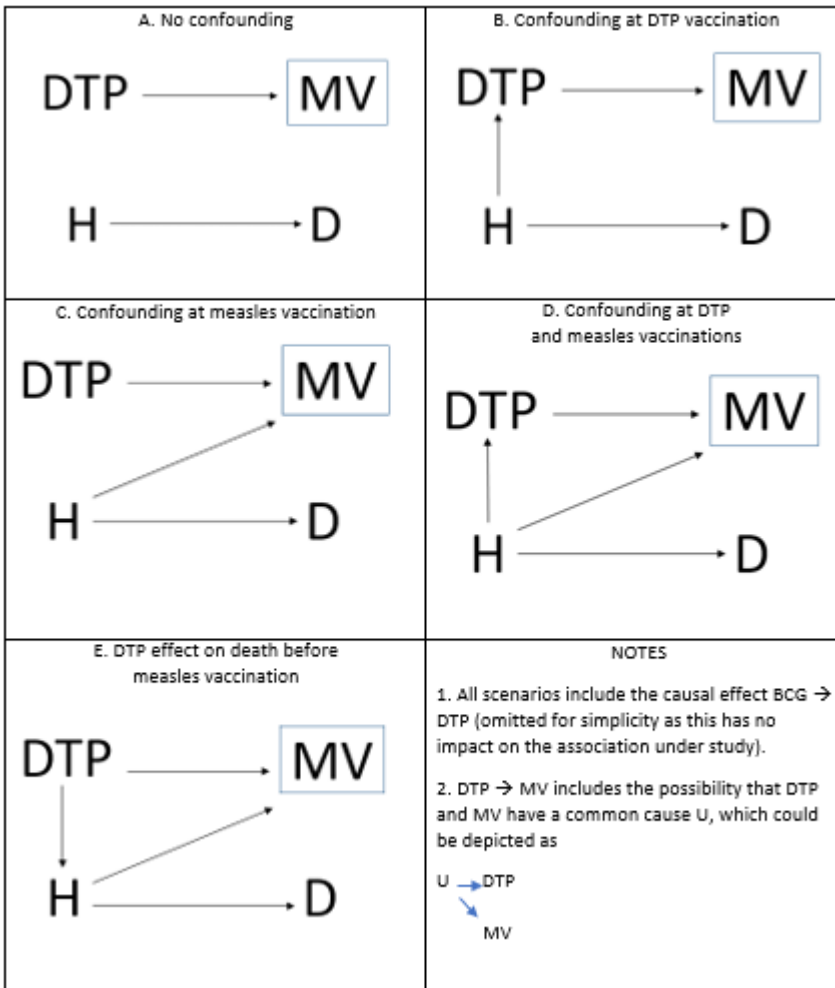 A. No confounding
DTP → MV
H → D
B. Confounding at DTP vaccination
DTP → MV
H → D
C. Confounding at measles vaccination
DTP → MV
H → D
D. Confounding at DTP
and measles vaccinations
DTP → MV
H → D
E. DTP effect on death before
measles vaccination
DTP → MV
H → D
NOTES
1. All scenarios include the causal effect BCG →
DTP (omitted for simplicity as this has no
impact on the association under study).
2. DTP → MV includes the possibility that DTP
and MV have a common cause U, which could
be depicted as
U → DTP
MV